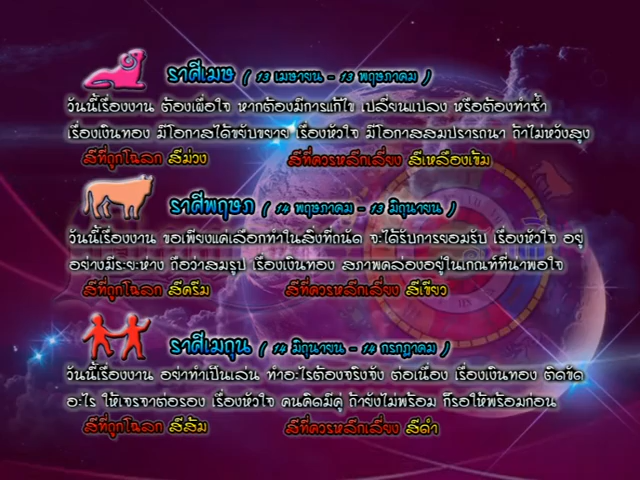 ราศีเมษ ( 13 เมษายน - 13 พฤษภาคม )
วันนี้เรื่องงาน ต้องเผื่อใจ หากต้องมีการแก้ไข เปลี่ยนแปลง หรือต้องทำซ้ำ
เรื่องเงินทอง มีโอกาสได้ขยับขยาย เรื่องหัวใจ มีโอกาสสมปรารถนา ถ้าไม่หวังสูง
สีที่ถูกโฉลก สีม่วง สีที่ควรหลีกเลี่ยง สีเหลืองเข้ม
ราศีพฤษภ ( 14 พฤษภาคม - 13 มิถุนายน )
วันนี้เรื่องงาน ขอเพียงแค่เลือกทำในสิ่งที่ถนัด จะได้รับการยอมรับ เรื่องหัวใจ อยู่
อย่างมีระยะห่าง ถือว่าสมรูป เรื่องเงินทอง สภาพคล่องอยู่ในเกณท์ที่น่าพอใจ
สีที่ถูกโฉลก สีครีม สีที่ควรหลีกเลี่ยง สีเขียว
ราศีเมถุน ( 14 มิถุนายน - 14 กรกฎาคม )
วันนี้เรื่องงาน อย่าทำเป็นเล่น ทำอะไรต้องจริงจัง ต่อเนื่อง เรื่องเงินทอง ติดขัด
อะไร ให้เจรจาต่อรอง เรื่องหัวใจ คนคิดมีคู่ ถ้ายังไม่พร้อม ก็รอให้พร้อมก่อน
สีที่ถูกโฉลก สีส้ม สีที่ควรหลีกเลี่ยง สีดำ